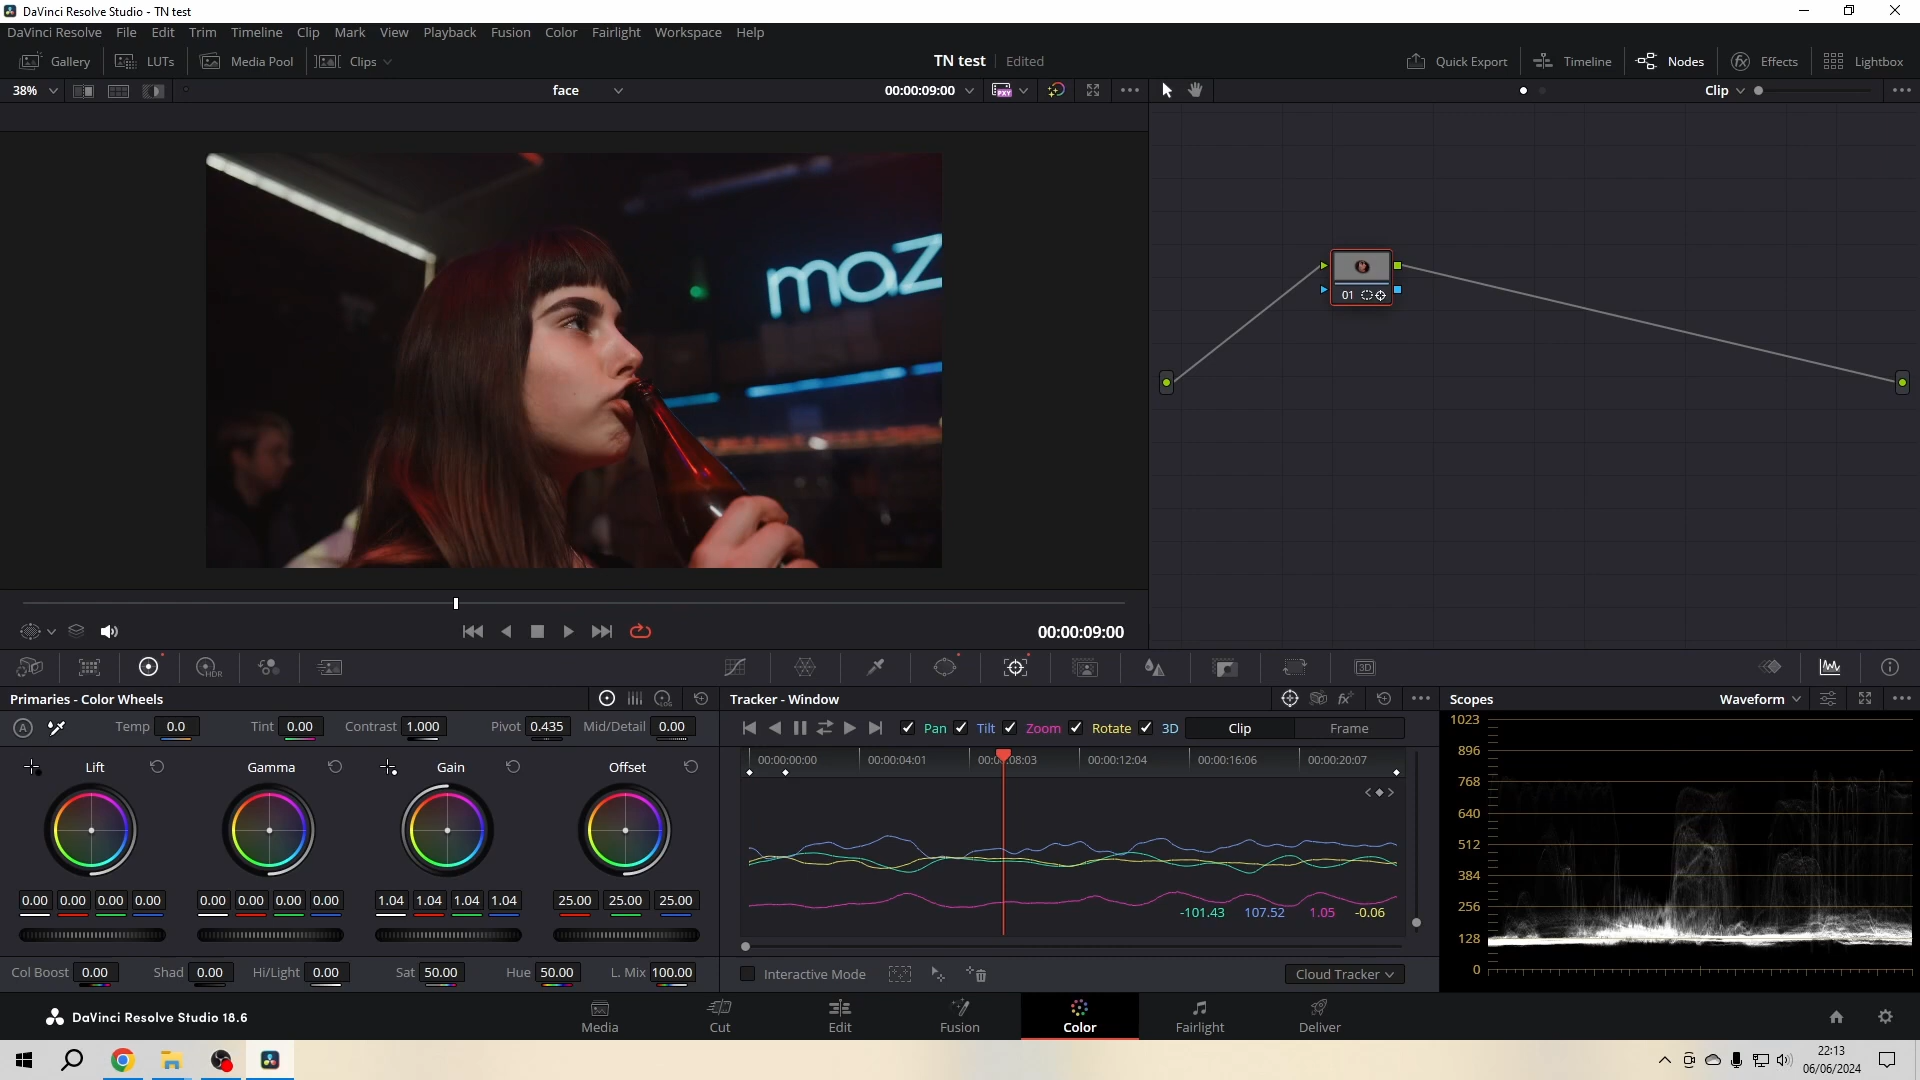 DaVinci Resolve Studio - TN test
DaVinci Resolve File Edit Trim Timeline Clip Mark View Playback Fusion Color Fairlight Workspace Help
Gallery LUTs Media Pool Clips TN test Edited Quick Export Timeline Nodes Effects Lightbox
38% face 00:00:09:00 Clip
maz
01
00:00:09:00
HDR 3D
Primaries - Color Wheels Tracker - Window Scopes Waveform
Temp 0.0 Tint 0.00 Contrast 1.000 Pivot 0.435 Mid/Detail 0.00
Pan Tilt Zoom Rotate 3D Clip Frame
Lift Gamma Gain Offset
00:00:00:00 00:00:04:01 00:00:08:03 00:00:12:04 00:00:16:06 00:00:20:07
0.00 0.00 0.00 0.00 0.00 0.00 0.00 0.00 1.04 1.04 1.04 1.04 25.00 25.00 25.00
-101.43 107.52 1.05 -0.06
1023
896
768
640
512
384
256
128
0
Col Boost 0.00 Shad 0.00 Hi/Light 0.00 Sat 50.00 Hue 50.00 L. Mix 100.00
Interactive Mode Cloud Tracker
DaVinci Resolve Studio 18.6
Media Cut Edit Fusion Color Fairlight Deliver
22:13
06/06/2024